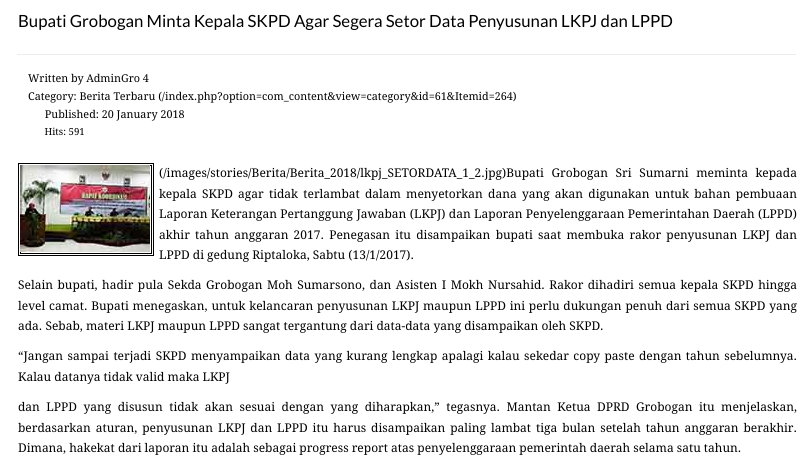 Bupati Grobogan Minta Kepala SKPD Agar Segera Setor Data Penyusunan LKPJ dan LPPD
Written by AdminGro 4
Category: Berita Terbaru (/index.php?option=com_content&view=category&id=61&Itemid=264)
Published: 20 January 2018
Hits: 591
(/images/stories/Berita/Berita_2018/lkpj_SETORDATA_1_2.jpg)Bupati Grobogan Sri Sumarni meminta kepada
kepala SKPD agar tidak terlambat dalam menyetorkan dana yang akan digunakan untuk bahan pembuaan
Laporan Keterangan Pertanggung Jawaban (LKPJ) dan Laporan Penyelenggaraan Pemerintahan Daerah (LPPD)
akhir tahun anggaran 2017. Penegasan itu disampaikan bupati saat membuka rakor penyusunan LKPJ dan
LPPD di gedung Riptaloka, Sabtu (13/1/2017).
Selain bupati, hadir pula Sekda Grobogan Moh Sumarsono, dan Asisten I Mokh Nursahid. Rakor dihadiri semua kepala SKPD hingga
level camat. Bupati menegaskan, untuk kelancaran penyusunan LKPJ maupun LPPD ini perlu dukungan penuh dari semua SKPD yang
ada. Sebab, materi LKPJ maupun LPPD sangat tergantung dari data-data yang disampaikan oleh SKPD.
“Jangan sampai terjadi SKPD menyampaikan data yang kurang lengkap apalagi kalau sekedar copy paste dengan tahun sebelumnya.
Kalau datanya tidak valid maka LKPJ
dan LPPD yang disusun tidak akan sesuai dengan yang diharapkan,” tegasnya. Mantan Ketua DPRD Grobogan itu menjelaskan,
berdasarkan aturan, penyusunan LKPJ dan LPPD itu harus disampaikan paling lambat tiga bulan setelah tahun anggaran berakhir.
Dimana, hakekat dari laporan itu adalah sebagai progress report atas penyelenggaraan pemerintah daerah selama satu tahun.